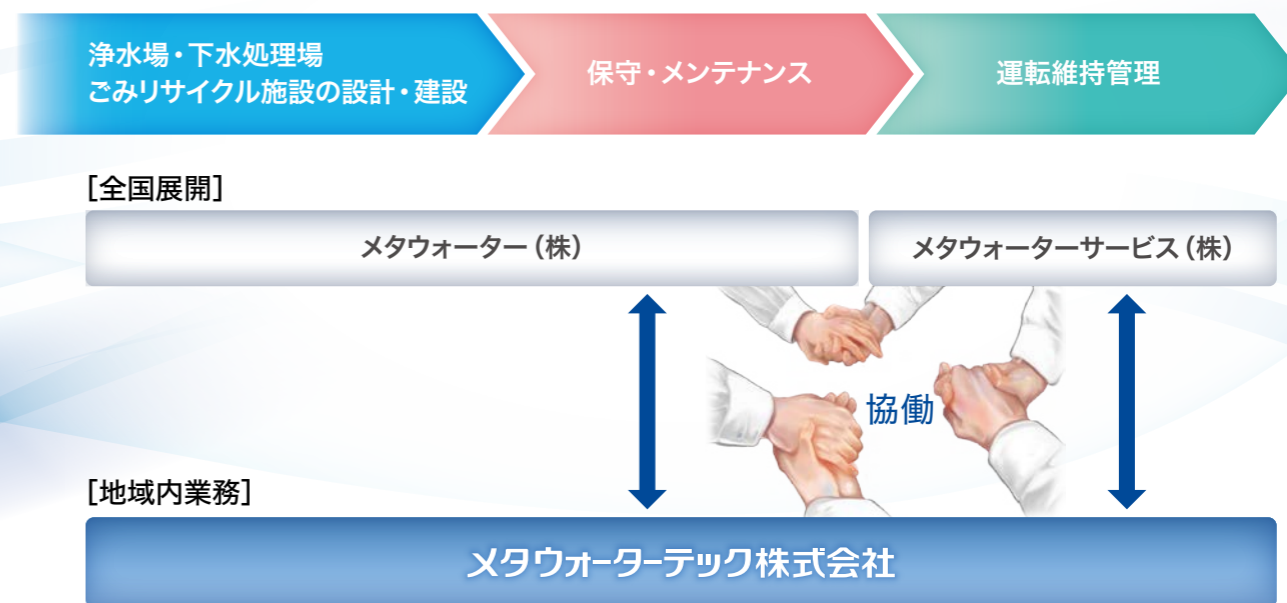 浄水場・下水処理場
ごみリサイクル施設の設計・建設
保守・メンテナンス
運転維持管理
[全国展開]
メタウォーター(株)
メタウォーターサービス(株)
協働
[地域内業務]
メタウォーターテック株式会社